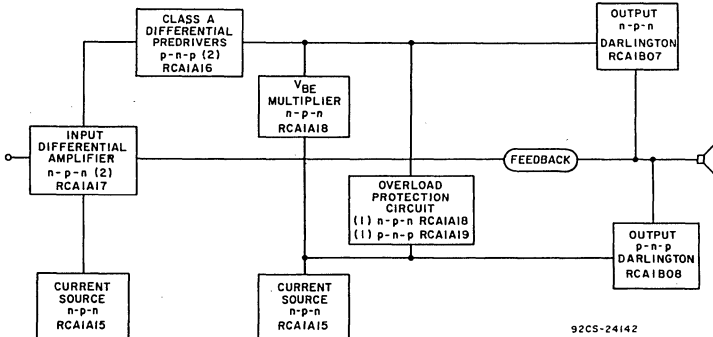 CLASS A
DIFFERENTIAL
PREDRIVERS
p-n-p (2)
RCA1A16
OUTPUT
n-p-n
DARLINGTON
RCA1B07
VBE
MULTIPLIER
n-p-n
RCA1A18
INPUT
DIFFERENTIAL
AMPLIFIER
n-p-n (2)
RCA1A17
FEEDBACK
OVERLOAD
PROTECTION
CIRCUIT
(1) n-p-n RCA1A18
(1) p-n-p RCA1A19
OUTPUT
p-n-p
DARLINGTON
RCA1B08
CURRENT
SOURCE
n-p-n
RCA1A15
CURRENT
SOURCE
n-p-n
RCA1A15
92CS-24142